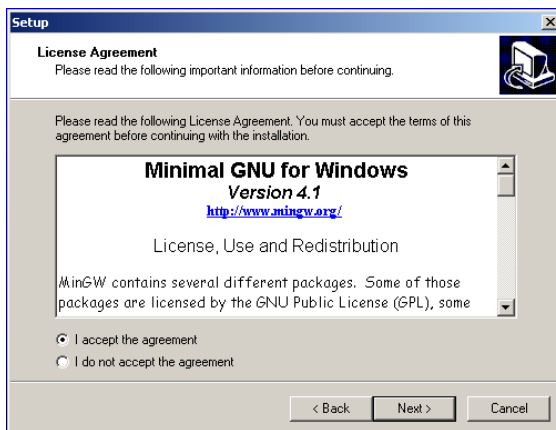 Setup
License Agreement
Please read the following important information before continuing.
Please read the following License Agreement. You must accept the terms of this
agreement before continuing with the installation.
Minimal GNU for Windows
Version 4.1
http://www.mingw.org/
License, Use and Redistribution
MinGW contains several different packages. Some of those
packages are licensed by the GNU Public License (GPL), some
I accept the agreement
I do not accept the agreement
< Back
Next >
Cancel